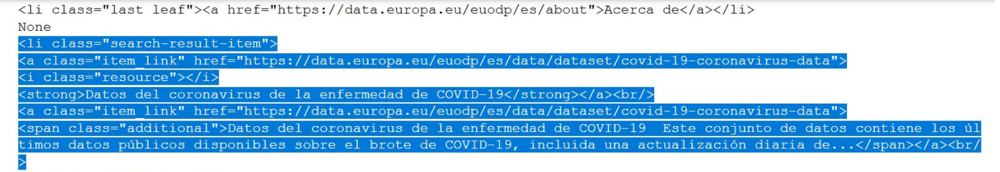 <li class="last leaf"><a href="https://data.europa.eu/euodp/es/about">Acerca de</a></li>
None
<li class="search-result-item">
<a class="item_link" href="https://data.europa.eu/euodp/es/data/dataset/covid-19-coronavirus-data">
<i class="resource"></i>
<strong>Datos del coronavirus de la enfermedad de COVID-19</strong></a><br/>
<a class="item_link" href="https://data.europa.eu/euodp/es/data/dataset/covid-19-coronavirus-data">
<span class="additional">Datos del coronavirus de la enfermedad de COVID-19  Este conjunto de datos contiene los úl
timos datos públicos disponibles sobre el brote de COVID-19, incluida una actualización diaria de...</span></a><br/
>